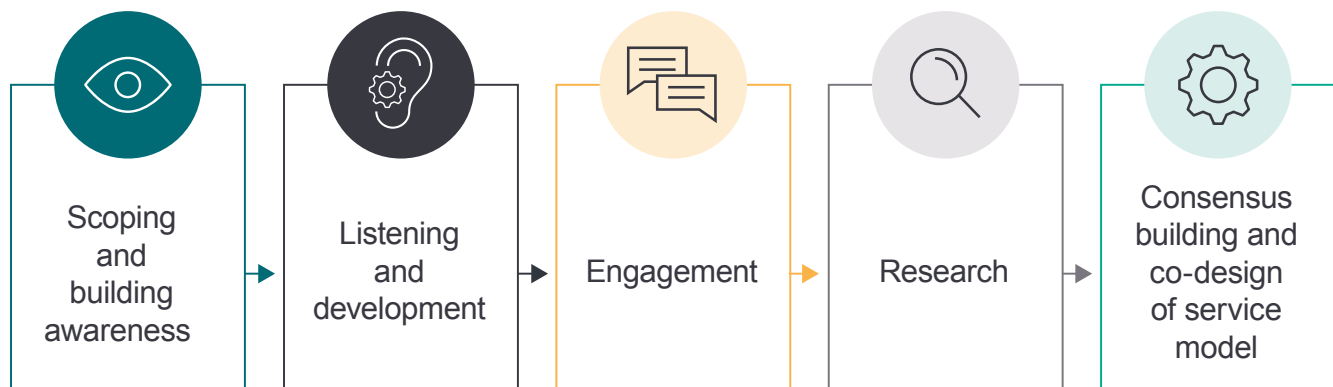 Scoping
and
building
awareness
Listening
and
development
Engagement
Research
Consensus
building and
co-design
of service
model